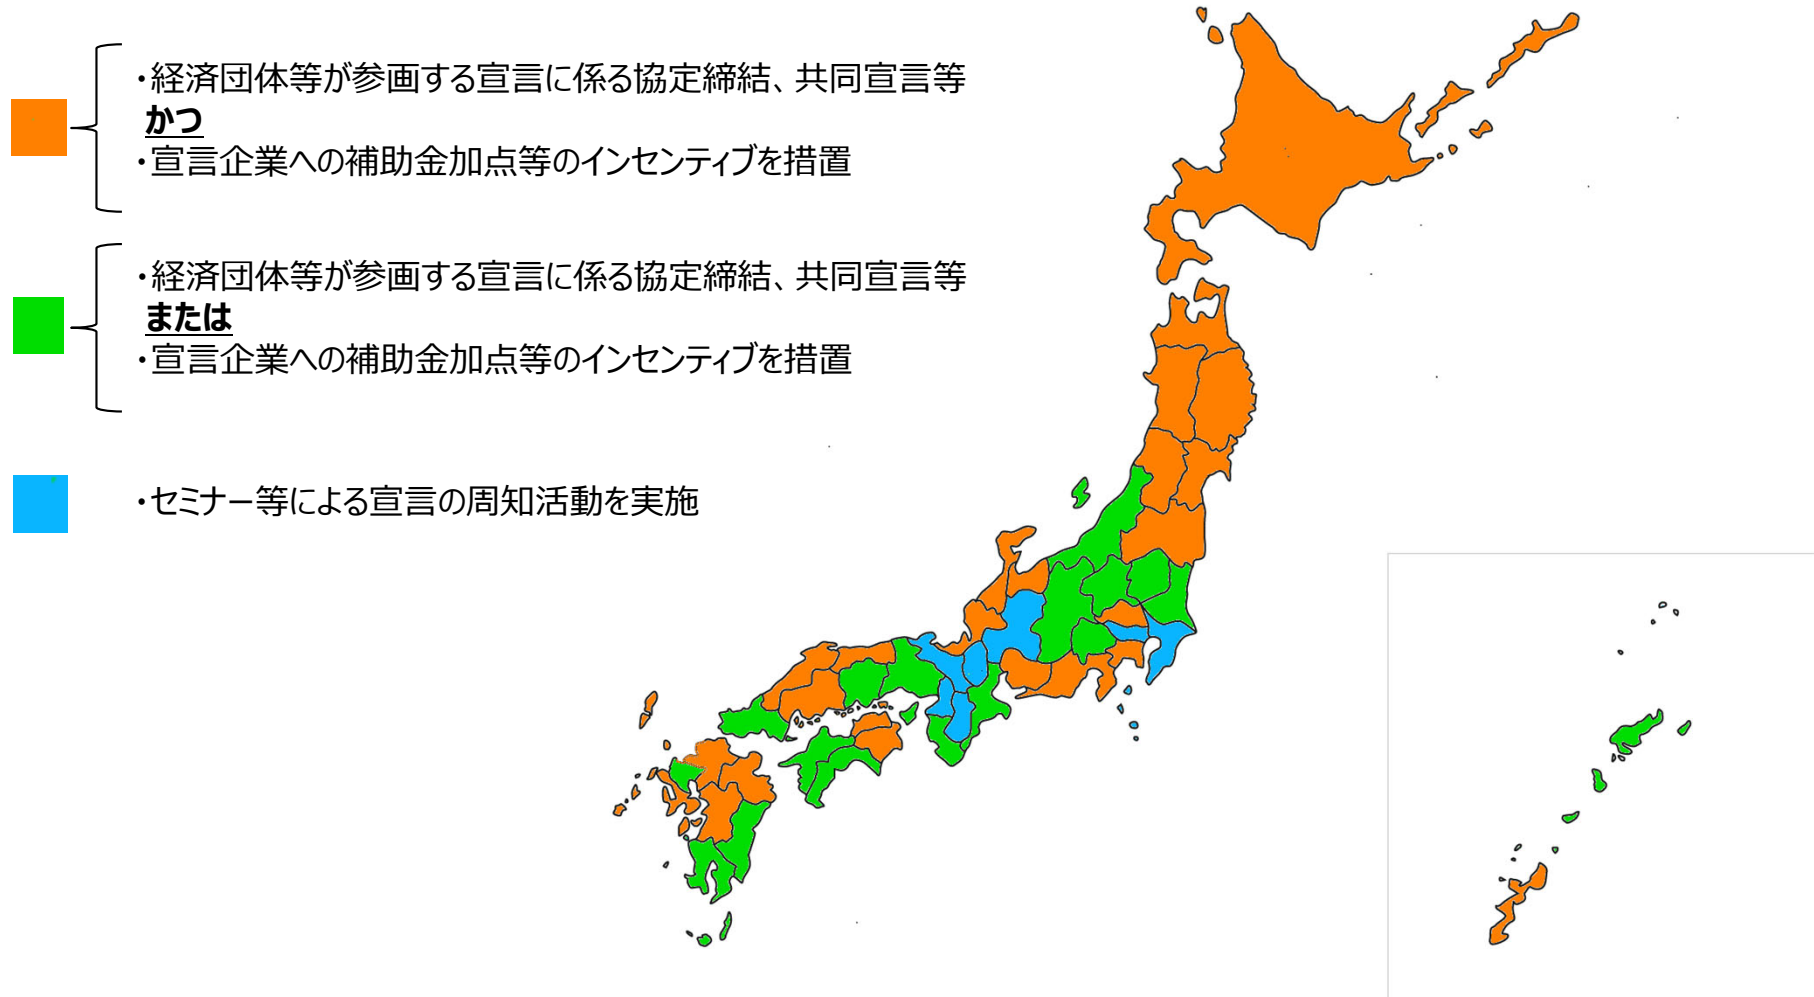 ・経済団体等が参画する宣言に係る協定締結、共同宣言等
かつ
・宣言企業への補助金加点等のインセンティブを措置
・経済団体等が参画する宣言に係る協定締結、共同宣言等
または
・宣言企業への補助金加点等のインセンティブを措置
・セミナー等による宣言の周知活動を実施